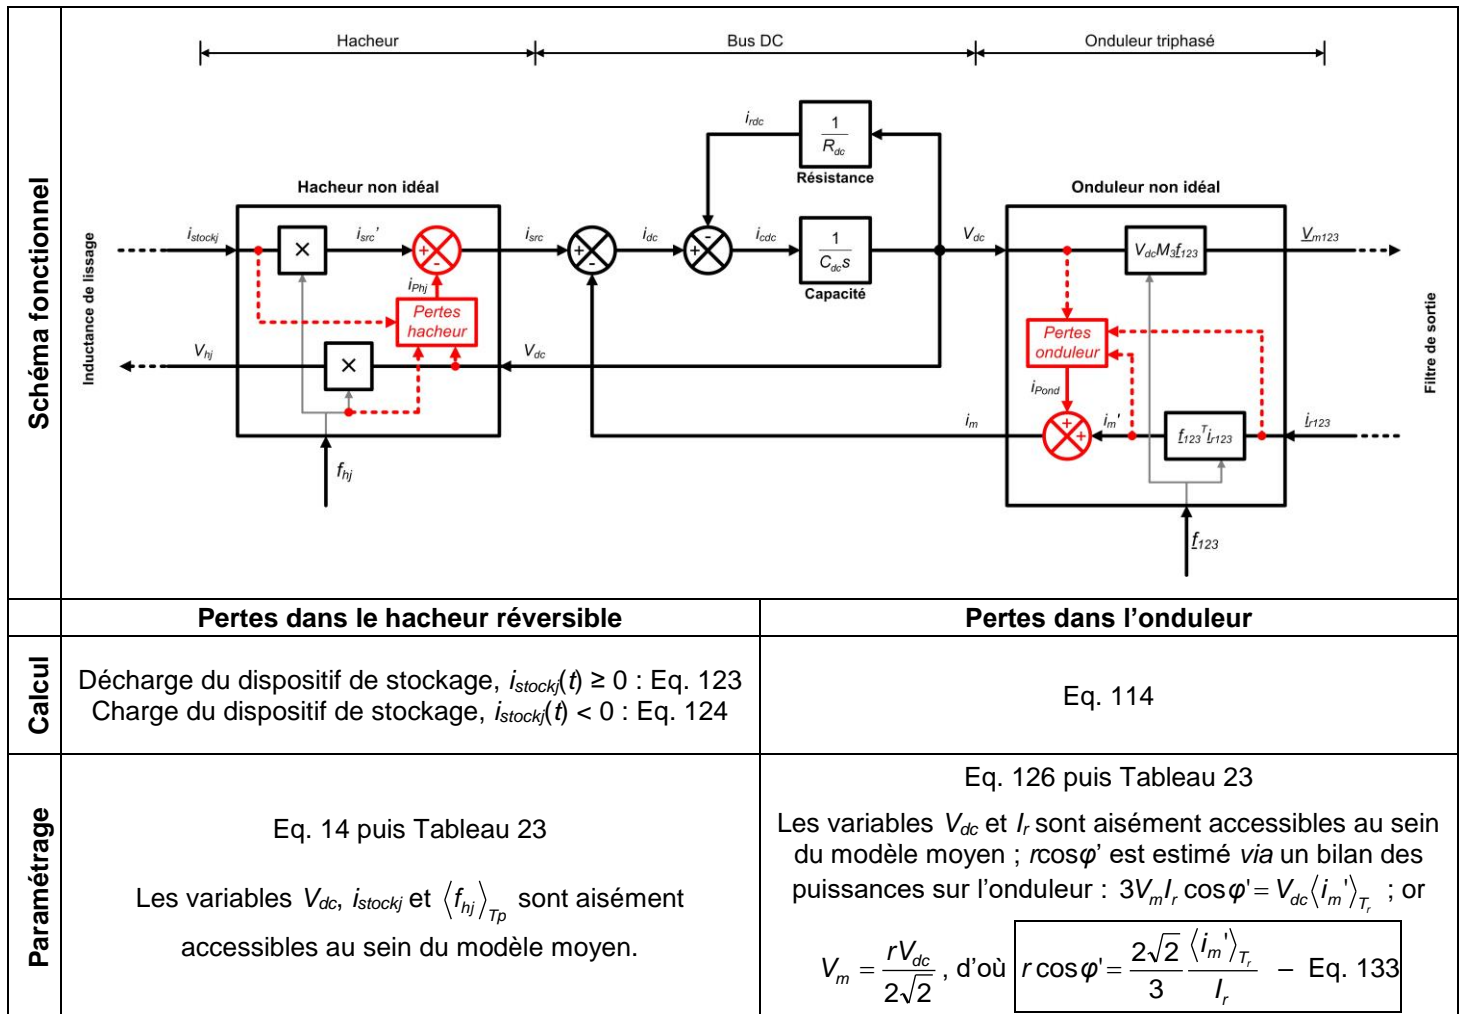 Schéma fonctionnel
Hacheur
Bus DC
Onduleur triphasé
i_rdc
1/R_dc
Résistance
Hacheur non idéal
Onduleur non idéal
Inductance de lissage
i_stockj
×
i_src'
+
-
i_src
+
-
i_dc
-
+
i_cdc
1/(C_dc s)
Capacité
V_dc
V_dc M_3 f_123
V_m123
i_Phj
Pertes
hacheur
Pertes
onduleur
V_hj
×
V_dc
i_Pond
Filtre de sortie
i_m
+
+
i_m'
f_123^T i_r123
i_r123
f_hj
f_123
Pertes dans le hacheur réversible
Pertes dans l’onduleur
Calcul
Décharge du dispositif de stockage, i_stockj(t) ≥ 0 : Eq. 123
Charge du dispositif de stockage, i_stockj(t) < 0 : Eq. 124
Eq. 114
Paramétrage
Eq. 14 puis Tableau 23
Les variables V_dc, i_stockj et ⟨f_hj⟩_Tp sont aisément
accessibles au sein du modèle moyen.
Eq. 126 puis Tableau 23
Les variables V_dc et I_r sont aisément accessibles au sein
du modèle moyen ; rcosφ’ est estimé via un bilan des
puissances sur l’onduleur : 3V_m I_r cosφ' = V_dc⟨i_m'⟩_T_r ; or
V_m = rV_dc/(2√2) , d’où r cosφ' = (2√2/3) ⟨i_m'⟩_T_r/I_r – Eq. 133